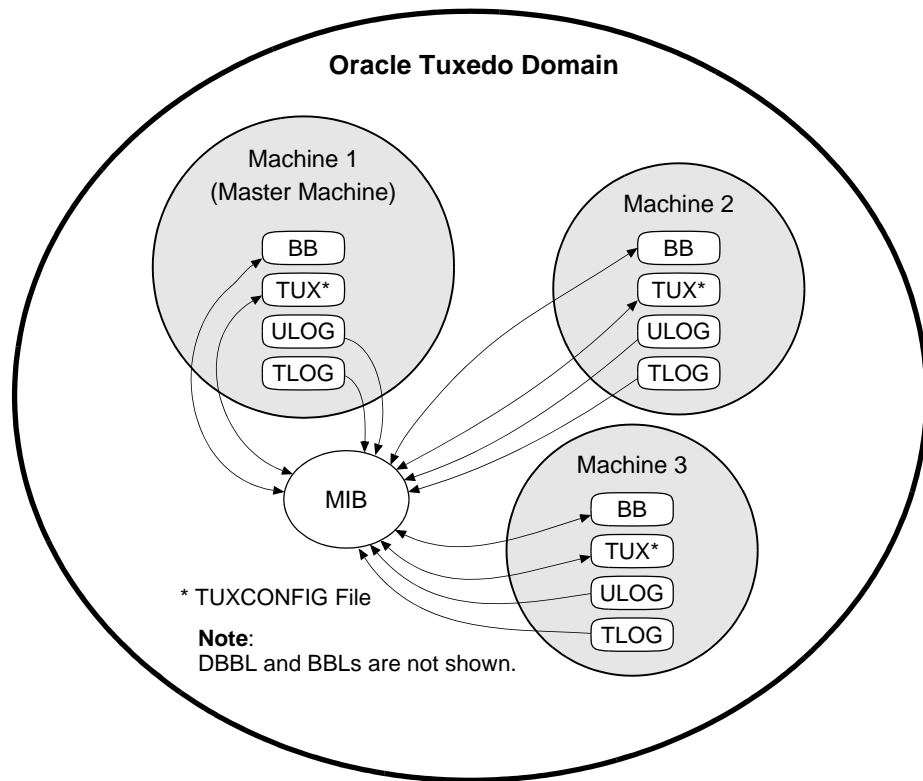 Oracle Tuxedo Domain
Machine 1
(Master Machine)
BB
TUX*
ULOG
TLOG
Machine 2
BB
TUX*
ULOG
TLOG
Machine 3
BB
TUX*
ULOG
TLOG
MIB
* TUXCONFIG File
Note:
DBBL and BBLs are not shown.